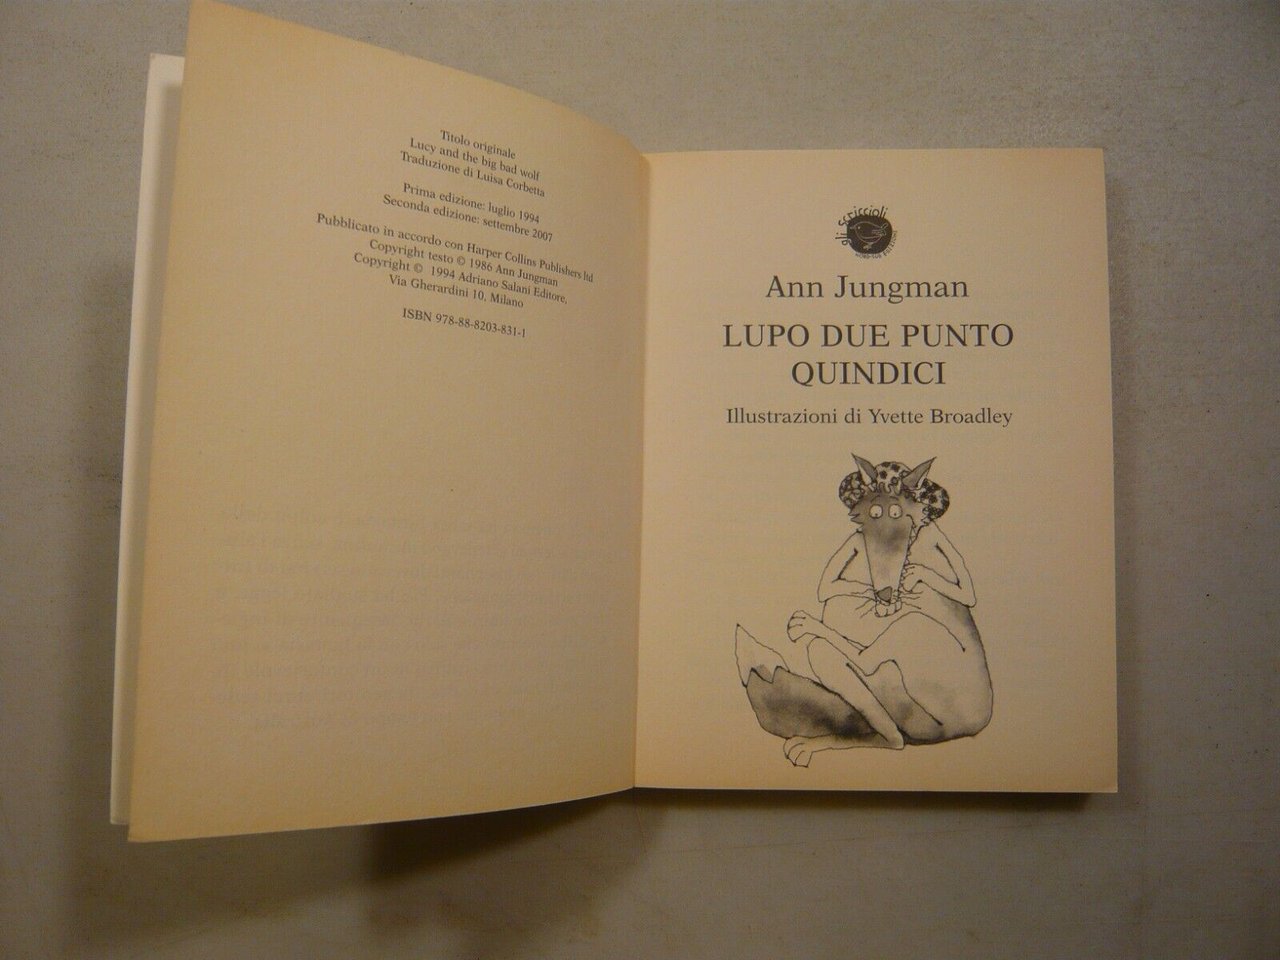 Titolo originale
Lucy and the big bad wolf
Traduzione di Luisa Corbetta
Prima edizione: luglio 1994
Seconda edizione: settembre 2007
Pubblicato in accordo con Harper Collins Publishers ltd
Copyright testo © 1986 Ann Jungman
Copyright © 1994 Adriano Salani Editore,
Via Gherardini 10, Milano
ISBN 978-88-8203-831-1
gli scriccioli
NORD-SUD EDIZIONI
Ann Jungman
LUPO DUE PUNTO
QUINDICI
Illustrazioni di Yvette Broadley